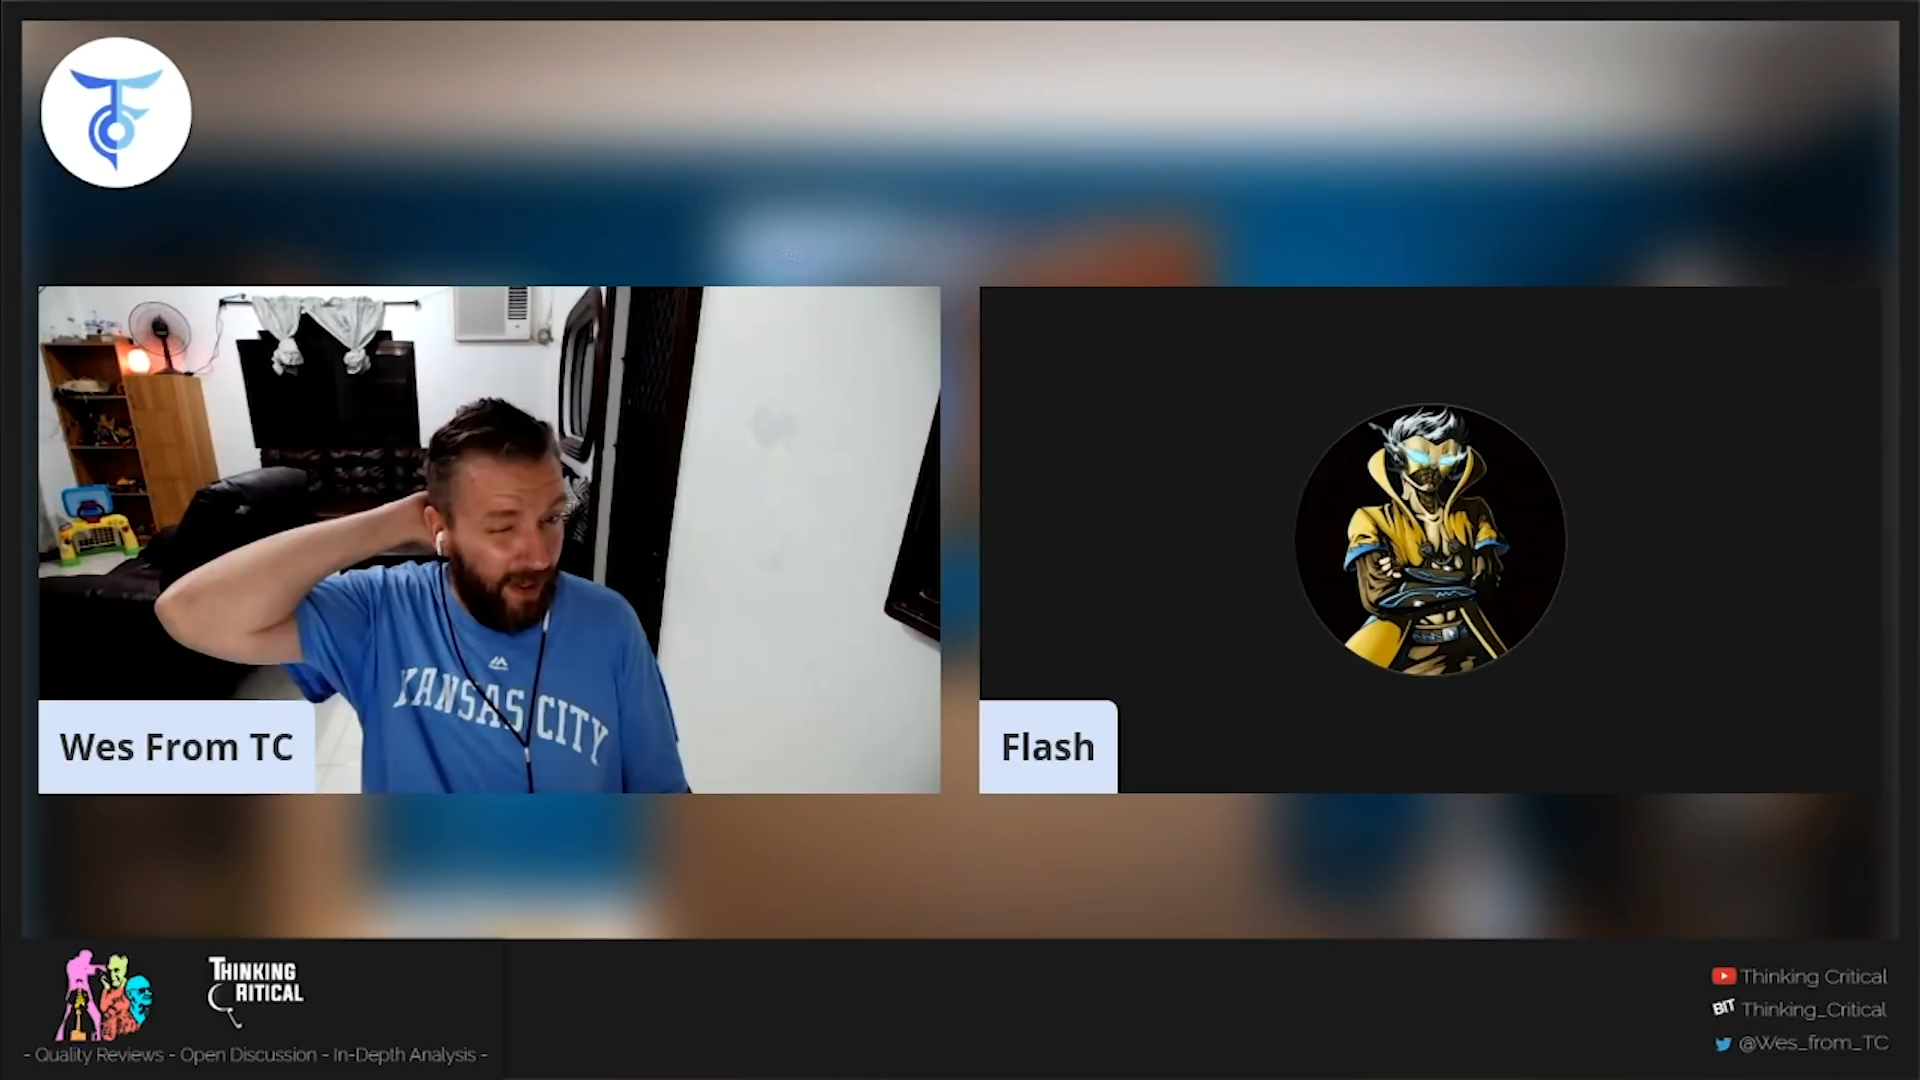 KANSAS CITY
Wes From TC
Flash
THINKING
CRITICAL
- Quality Reviews - Open Discussion - In-Depth Analysis -
Thinking Critical
BIT Thinking_Critical
@Wes_from_TC